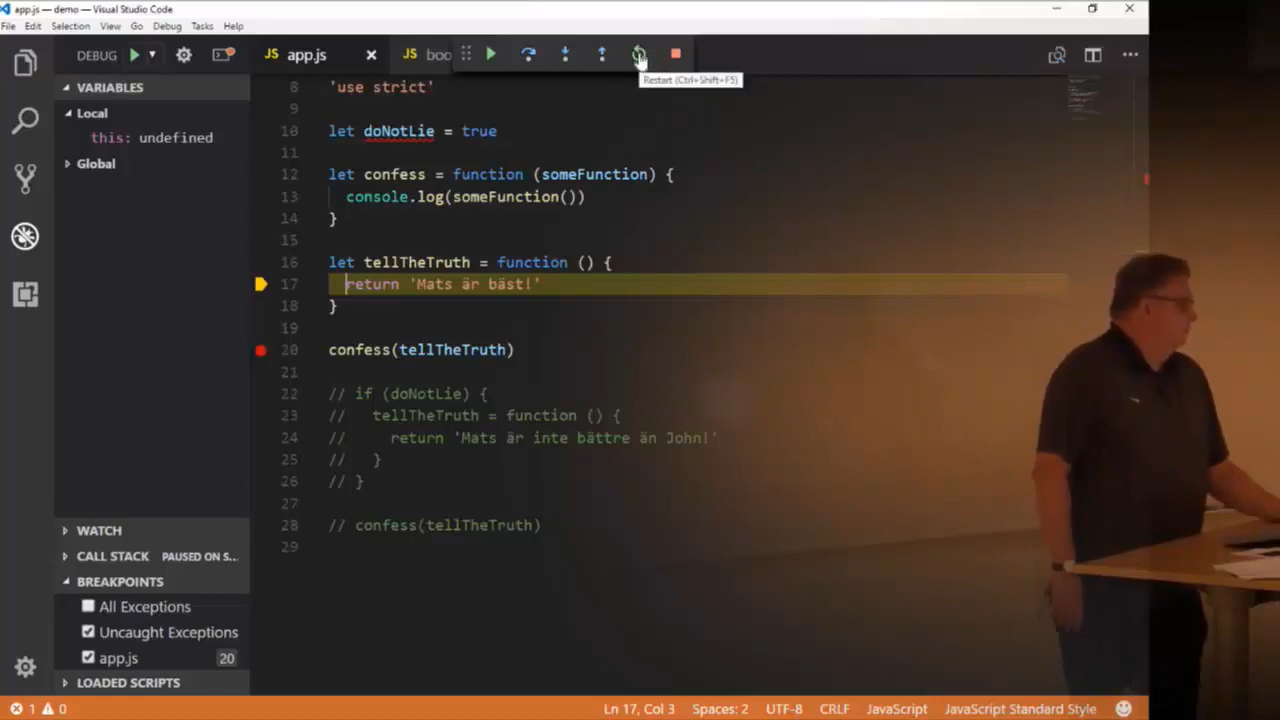 app.js — demo — Visual Studio Code
File Edit Selection View Go Debug Tasks Help
DEBUG
JS app.js
JS boo
Restart (Ctrl+Shift+F5)
VARIABLES
Local
this: undefined
Global
8 'use strict'
9
10 let doNotLie = true
11
12 let confess = function (someFunction) {
13 console.log(someFunction())
14 }
15
16 let tellTheTruth = function () {
17 return 'Mats är bäst!'
18 }
19
20 confess(tellTheTruth)
21
22 // if (doNotLie) {
23 // tellTheTruth = function () {
24 // return 'Mats är inte bättre än John!'
25 // }
26 // }
27
28 // confess(tellTheTruth)
29
WATCH
CALL STACK PAUSED ON S...
BREAKPOINTS
All Exceptions
Uncaught Exceptions
app.js 20
LOADED SCRIPTS
1 0 Ln 17, Col 3 Spaces: 2 UTF-8 CRLF JavaScript JavaScript Standard Style